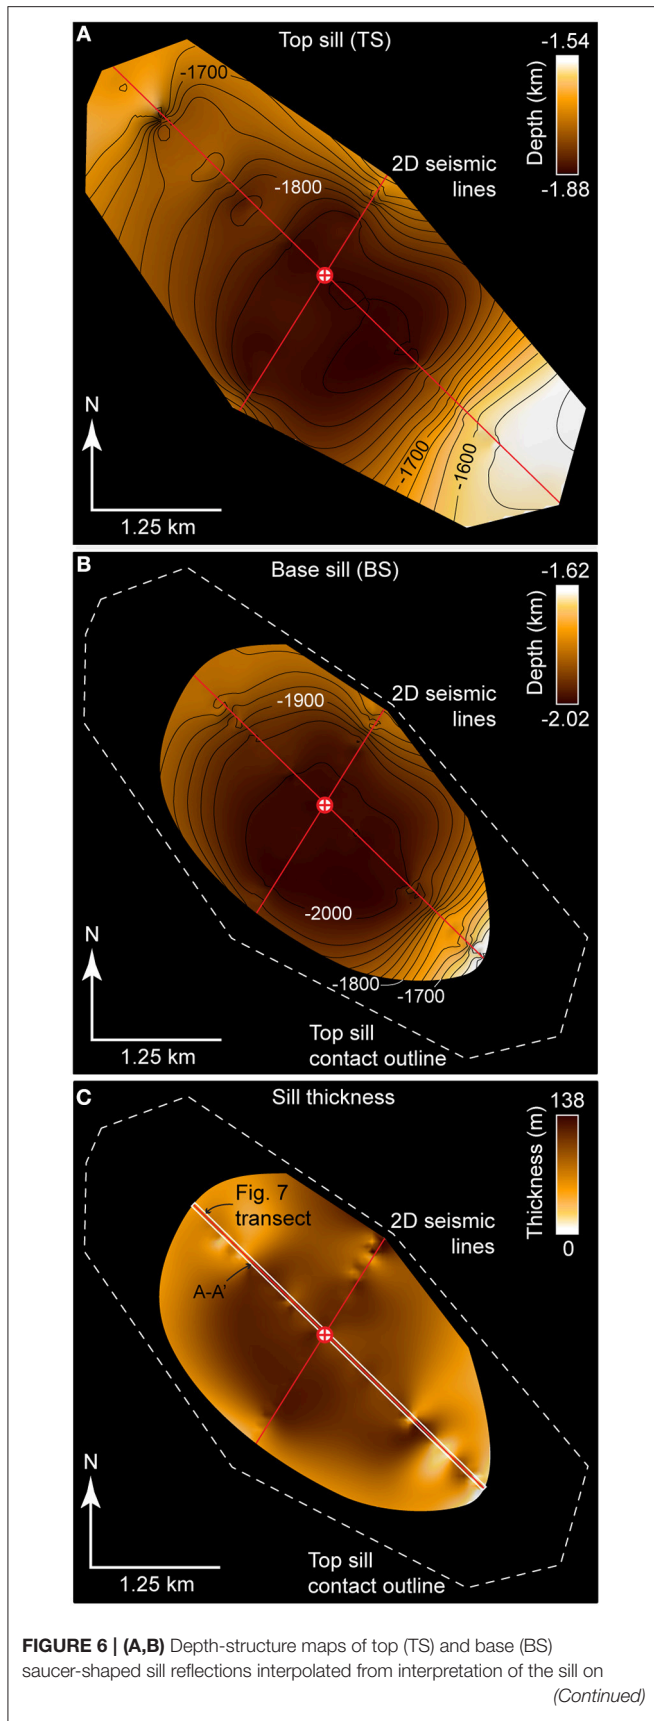 A
Top sill (TS)
-1.54
Depth (km)
-1.88
-1700
2D seismic
lines
-1800
-1700
-1600
N
1.25 km
B
Base sill (BS)
-1.62
Depth (km)
-2.02
-1900
2D seismic
lines
-2000
-1800
-1700
N
1.25 km
Top sill
contact outline
C
Sill thickness
138
Thickness (m)
0
Fig. 7
transect
2D seismic
lines
A-A'
N
1.25 km
Top sill
contact outline
FIGURE 6 | (A,B) Depth-structure maps of top (TS) and base (BS)
saucer-shaped sill reflections interpolated from interpretation of the sill on
(Continued)